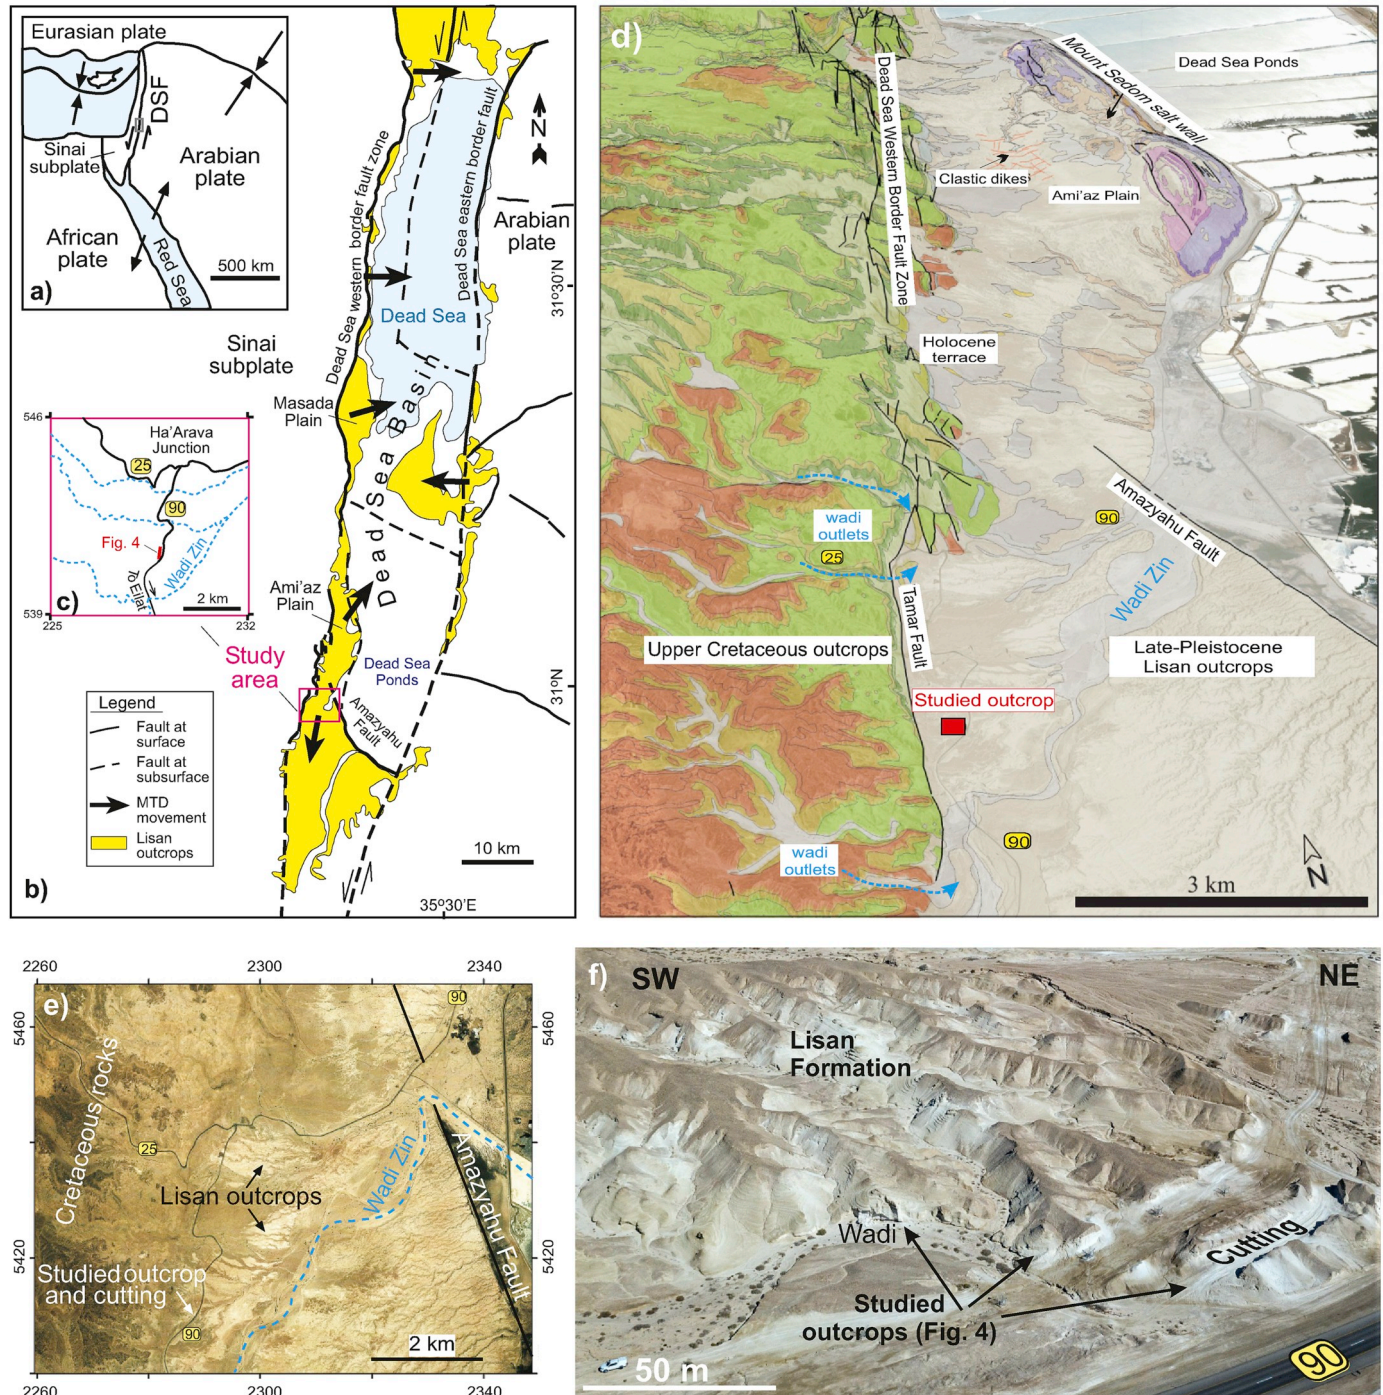 Eurasian plate
DSF
Sinai
subplate
Arabian
plate
African
plate
Red Sea
500 km
a)
Dead Sea western border fault zone
Dead Sea eastern border fault
N
Arabian
plate
31º30'N
Dead Sea
Sinai
subplate
Masada
Plain
Dead Sea Basin
546
Ha'Arava
Junction
25
90
Fig. 4
Wadi Zin
To Eilat
2 km
c)
539
225
232
Ami'az
Plain
Study
area
Dead Sea
Ponds
31ºN
Amazyahu
Fault
Legend
Fault at
surface
Fault at
subsurface
MTD
movement
Lisan
outcrops
10 km
b)
35º30'E
d)
Dead Sea Western Border Fault Zone
Mount Sedom salt wall
Dead Sea Ponds
Clastic dikes
Ami'az Plain
Holocene
terrace
Amazyahu Fault
90
wadi
outlets
25
Wadi Zin
Tamar Fault
Upper Cretaceous outcrops
Late-Pleistocene
Lisan outcrops
Studied outcrop
90
wadi
outlets
N
3 km
2260
2300
2340
e)
90
5460
5460
Cretaceous rocks
25
Wadi Zin
Amazyahu Fault
Lisan outcrops
5420
5420
Studied outcrop
and cutting
90
2 km
2260
2300
2340
f)
SW
NE
Lisan
Formation
Wadi
Cutting
Studied
outcrops (Fig. 4)
90
50 m